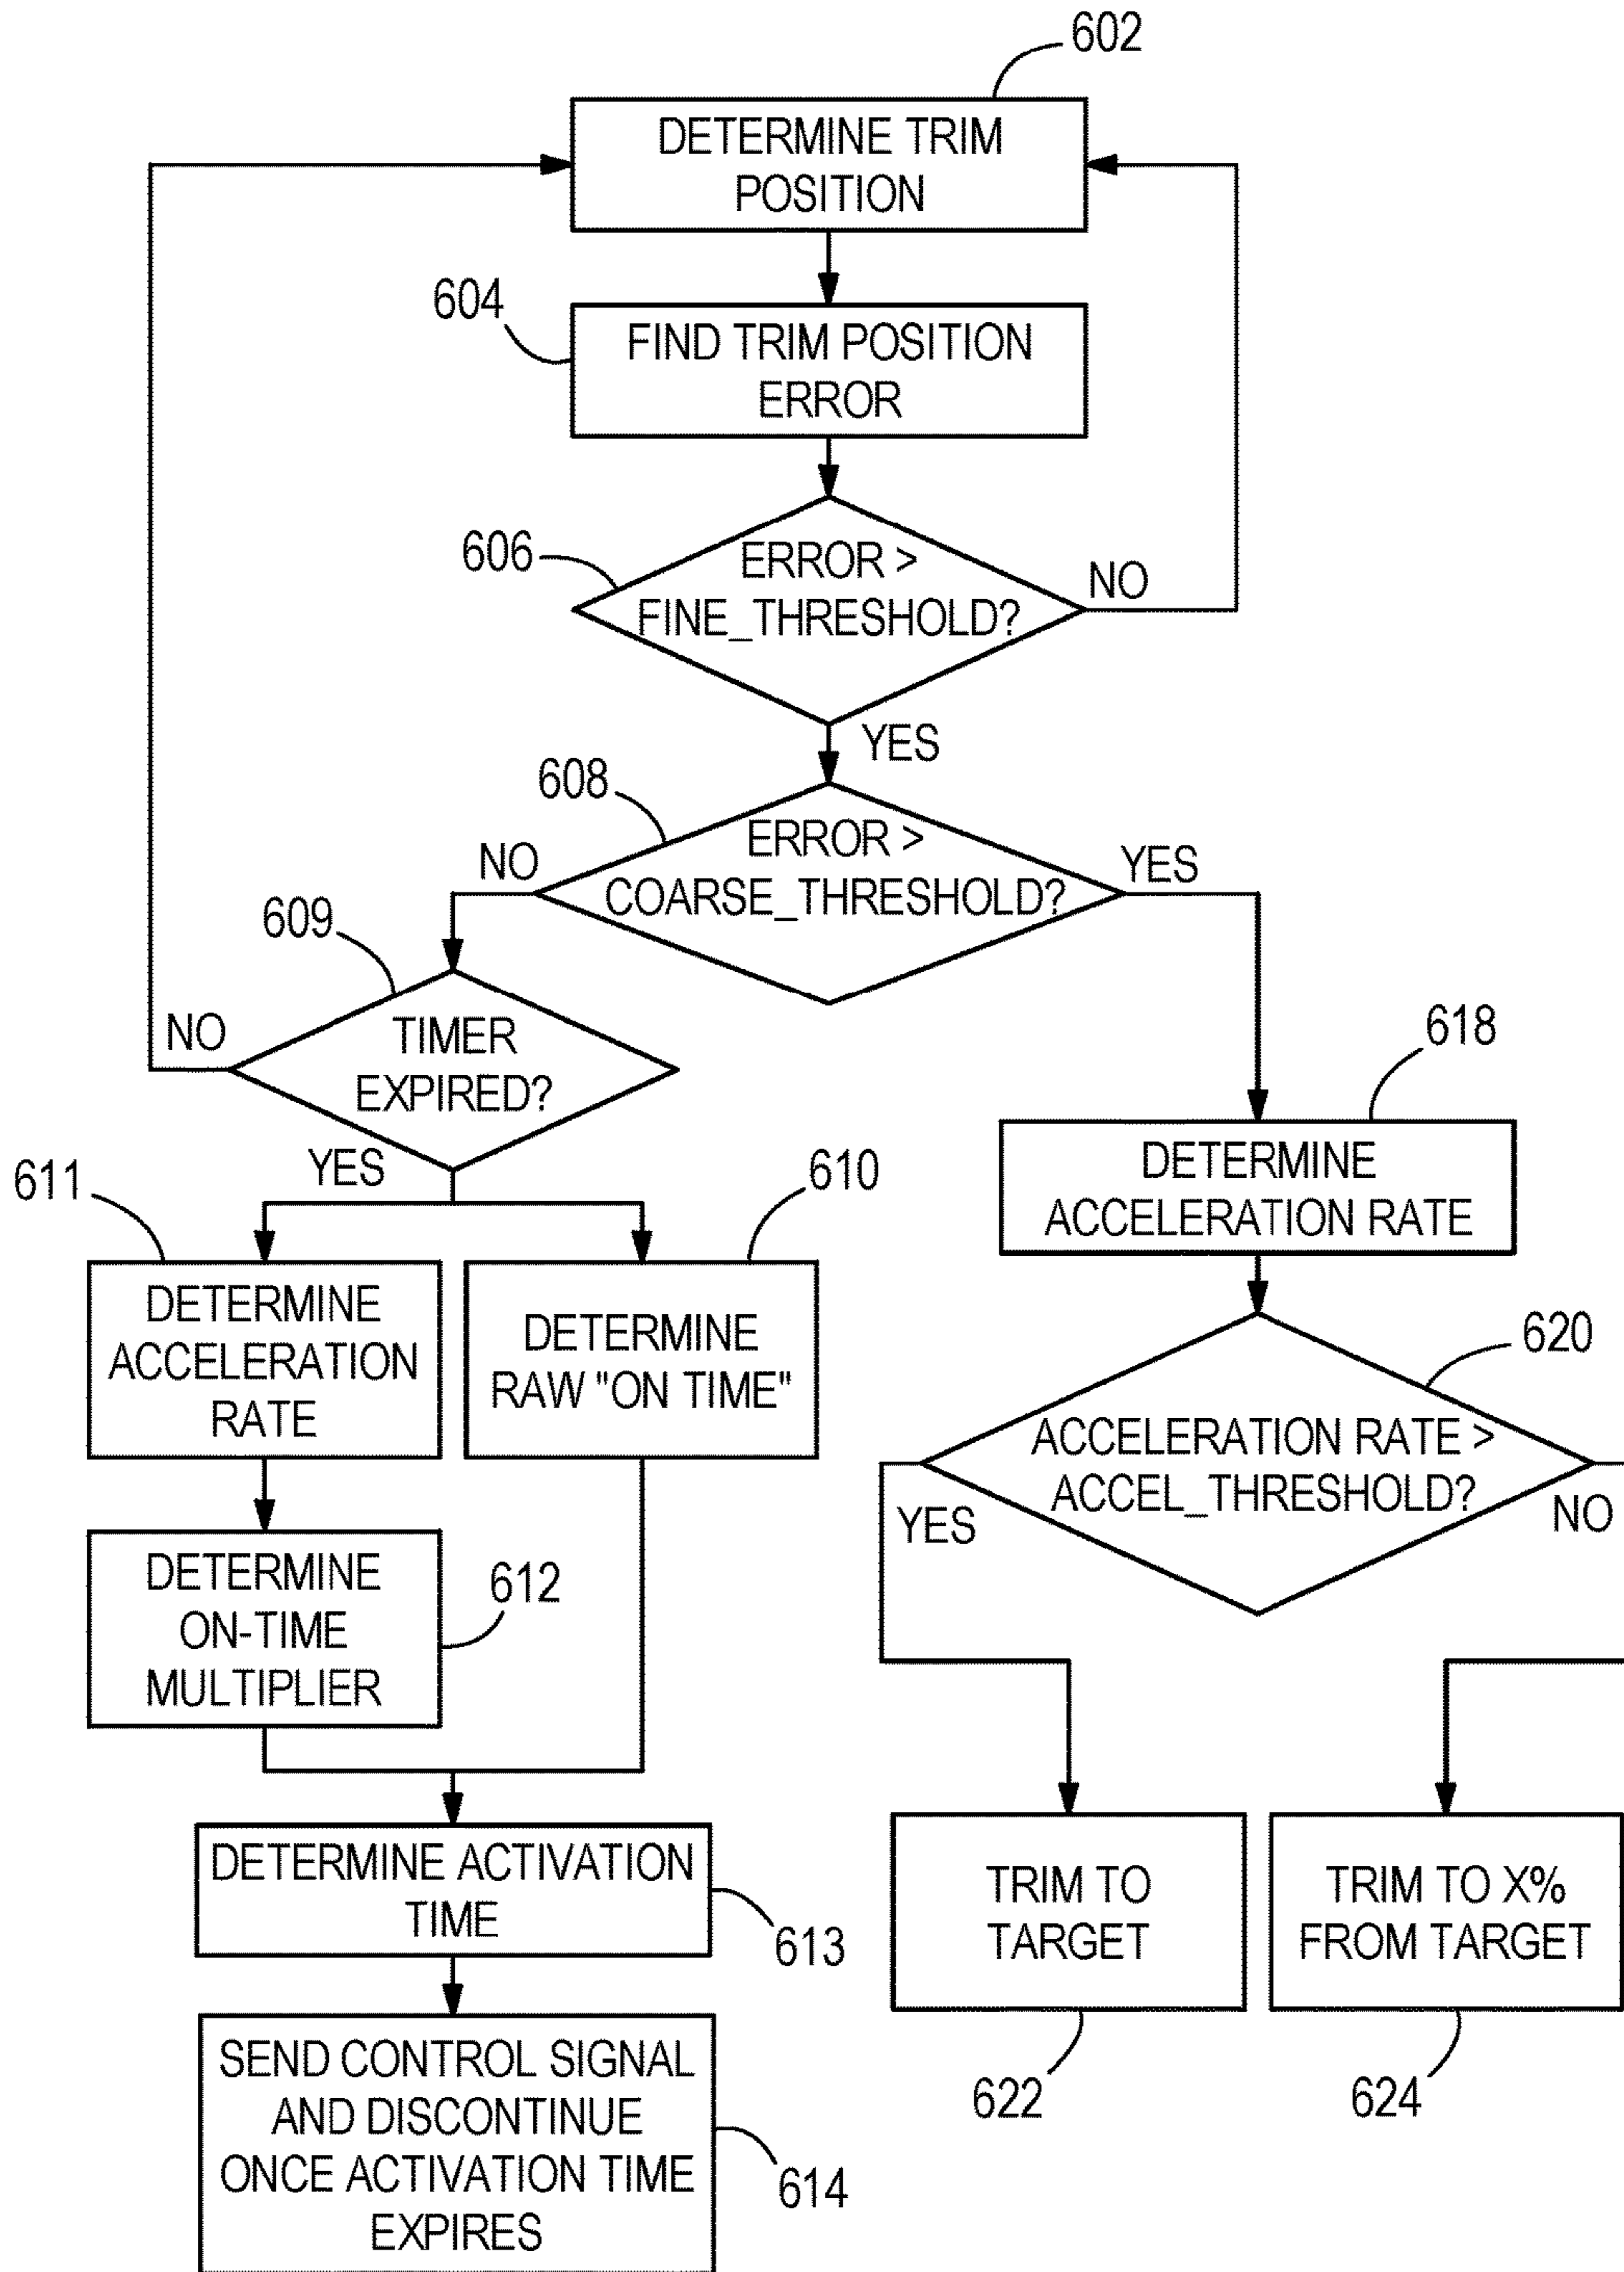 602
DETERMINE TRIM
POSITION
604
FIND TRIM POSITION
ERROR
606
ERROR >
FINE_THRESHOLD?
NO
YES
608
ERROR >
COARSE_THRESHOLD?
NO
YES
609
TIMER
EXPIRED?
NO
YES
618
DETERMINE
ACCELERATION RATE
611
DETERMINE
ACCELERATION
RATE
610
DETERMINE
RAW "ON TIME"
620
ACCELERATION RATE >
ACCEL_THRESHOLD?
YES
NO
DETERMINE
ON-TIME
MULTIPLIER
612
DETERMINE ACTIVATION
TIME
613
TRIM TO
TARGET
622
TRIM TO X%
FROM TARGET
624
SEND CONTROL SIGNAL
AND DISCONTINUE
ONCE ACTIVATION TIME
EXPIRES
614